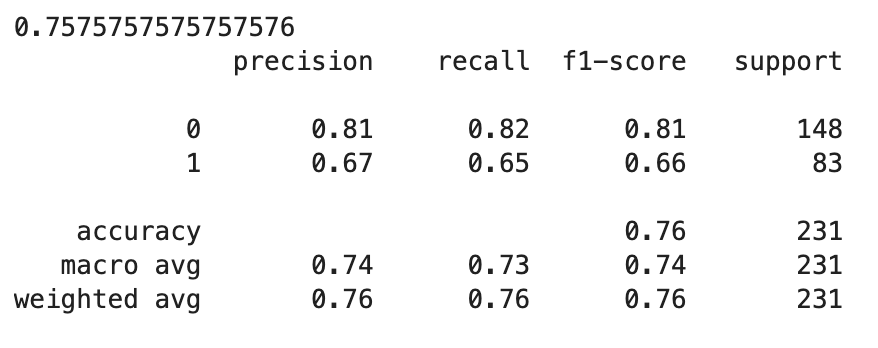 0.7575757575757576
precision recall f1-score support
0 0.81 0.82 0.81 148
1 0.67 0.65 0.66 83
accuracy 0.76 231
macro avg 0.74 0.73 0.74 231
weighted avg 0.76 0.76 0.76 231